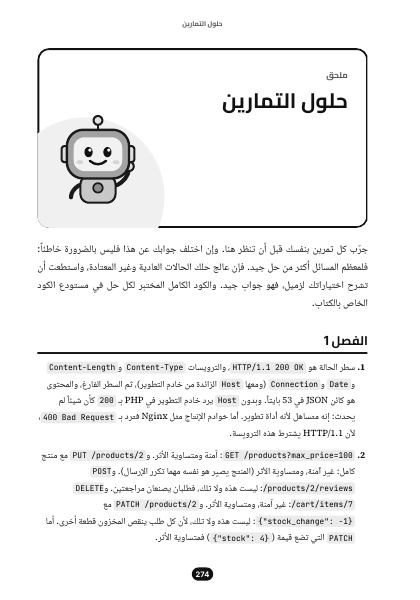 حلول التمارين
ملحق
حلول التمارين
جرّب كل تمرين بنفسك قبل أن تنظر هنا. وإن اختلف جوابك عن هذا فليس بالضرورة خاطئًا:
فلمعظم المسائل أكثر من حل جيد. فإن عالج حلك الحالات العادية وغير المعتادة، واستطعت أن
تشرح اختياراتك لزميل، فهو جواب جيد. والكود الكامل المختبر لكل حل في مستودع الكود
الخاص بالكتاب.
الفصل 1
1. سطر الحالة هو HTTP/1.1 200 OK، والترويسات Content-Type و Content-Length
و Date و Connection (ومعها Host الزائدة من خادم التطوير)، ثم السطر الفارغ، والمحتوى
هو كائن JSON في 53 بايتًا. وبدون Host يرد خادم التطوير في PHP بـ 200 كأن شيئًا لم
يحدث: إنه متساهل لأنه أداة تطوير. أما خوادم الإنتاج مثل Nginx فترد بـ 400 Bad Request،
لأن HTTP/1.1 يشترط هذه الترويسة.
2. GET /products?max_price=100: آمنة ومتساوية الأثر. و PUT /products/2 مع منتج
كامل: غير آمنة، ومتساوية الأثر (المنتج يصير هو نفسه مهما تكرر الإرسال). و POST
/products/2/reviews: ليست هذه ولا تلك، فطلبان يصنعان مراجعتين. و DELETE
/cart/items/7: غير آمنة، ومتساوية الأثر. و PATCH /products/2 مع
{"stock_change": -1}: ليست هذه ولا تلك، لأن كل طلب ينقص المخزون قطعة أخرى. أما
PATCH التي تضع قيمة ({"stock": 4}) فمتساوية الأثر.
274